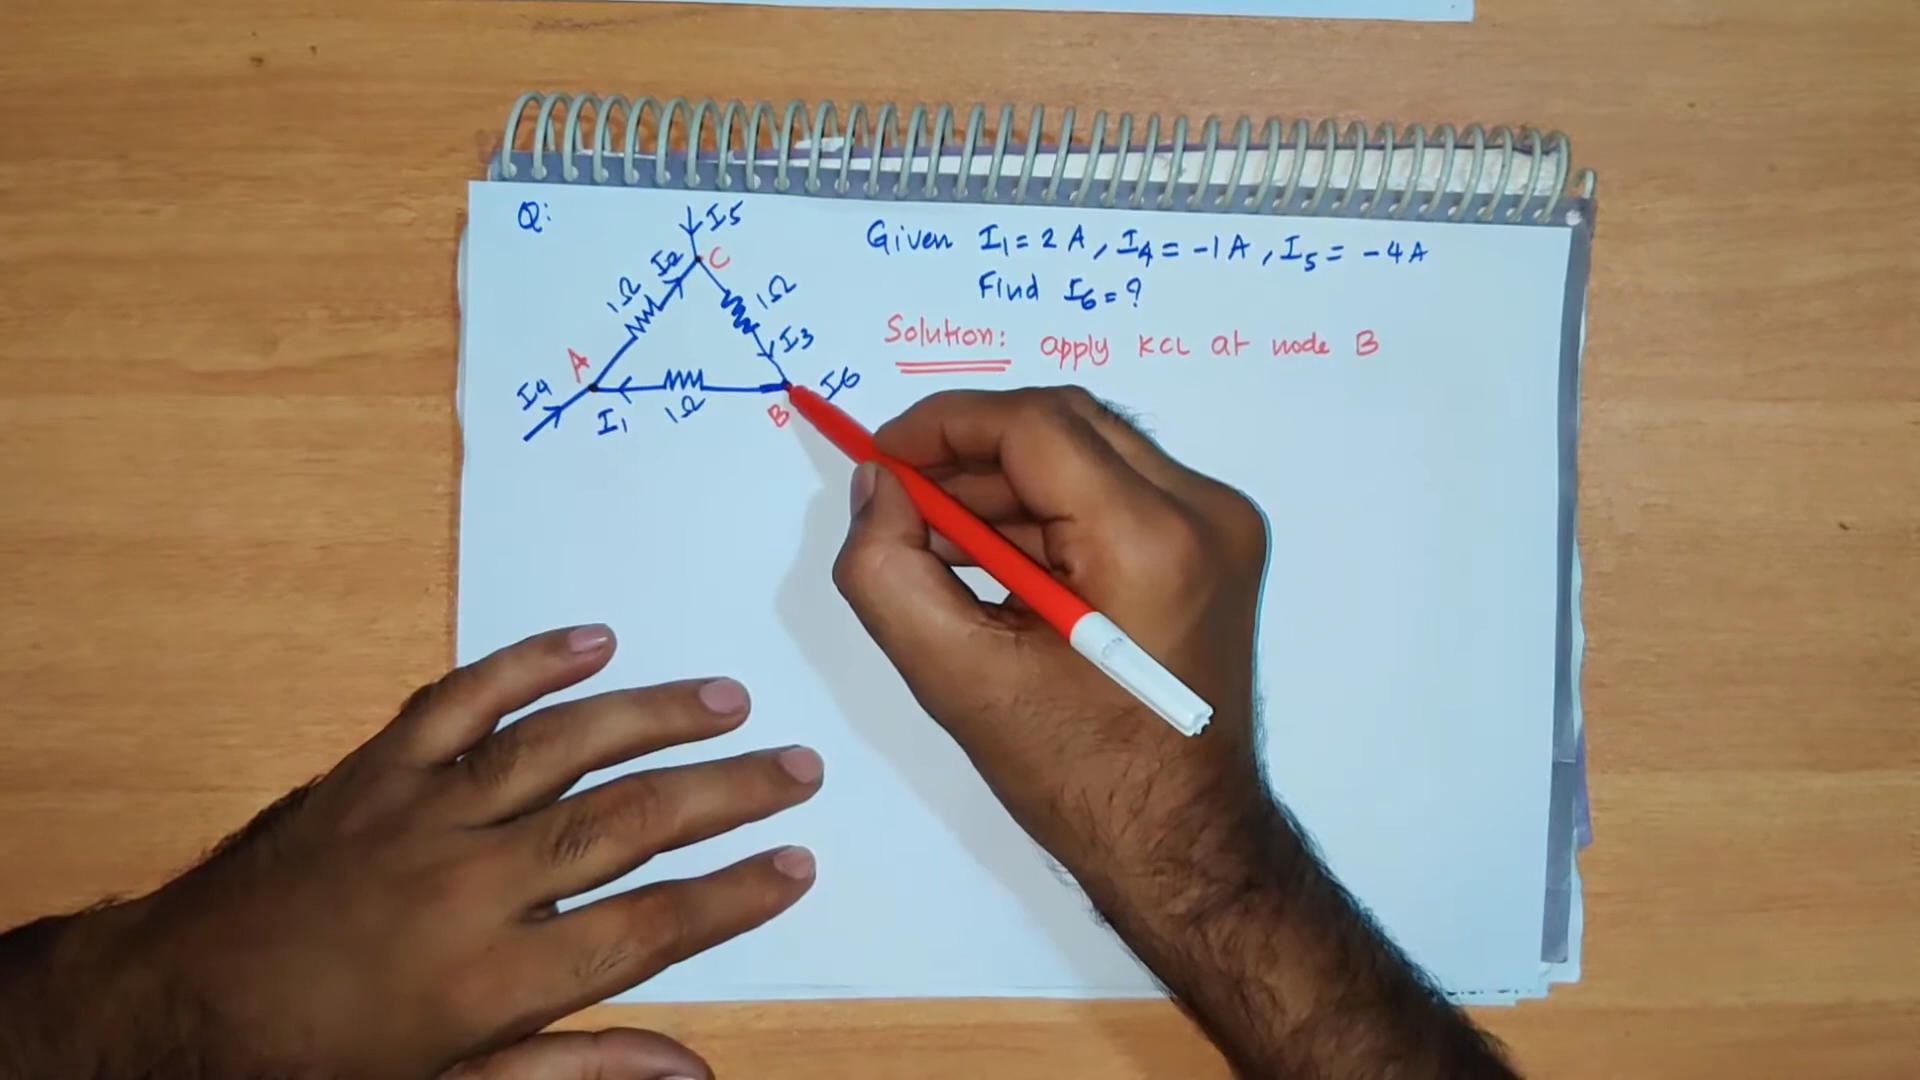 Q:
I5
C
I2
1Ω
1Ω
I3
A
I4
I1
1Ω
B
I6
Given I1 = 2 A, I4 = -1A, I5 = -4A
Find I6 = ?
Solution: apply KCL at node B